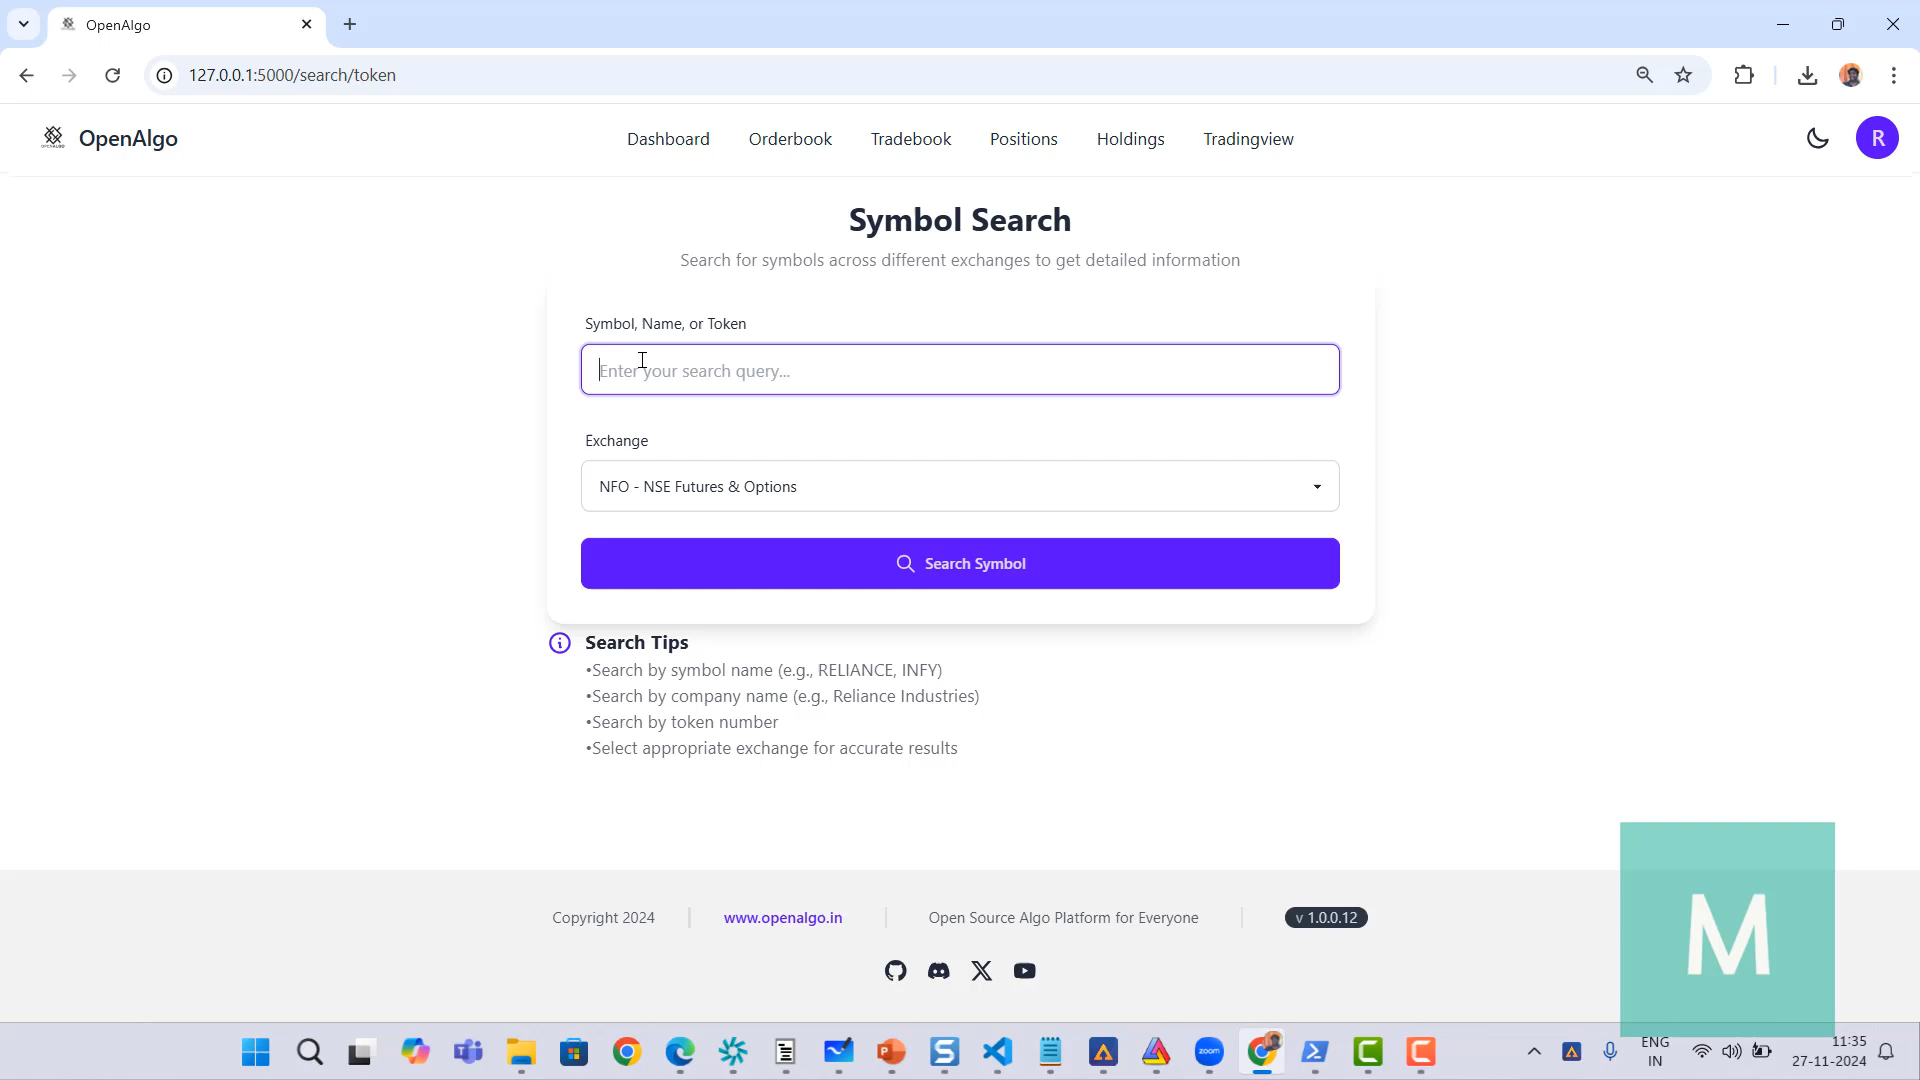 OpenAlgo
127.0.0.1:5000/search/token
OpenAlgo
Dashboard
Orderbook
Tradebook
Positions
Holdings
Tradingview
R
Symbol Search
Search for symbols across different exchanges to get detailed information
Symbol, Name, or Token
Enter your search query...
Exchange
NFO - NSE Futures & Options
Search Symbol
Search Tips
•Search by symbol name (e.g., RELIANCE, INFY)
•Search by company name (e.g., Reliance Industries)
•Search by token number
•Select appropriate exchange for accurate results
Copyright 2024
www.openalgo.in
Open Source Algo Platform for Everyone
v 1.0.0.12
M
zoom
ENG
IN
11:35
27-11-2024